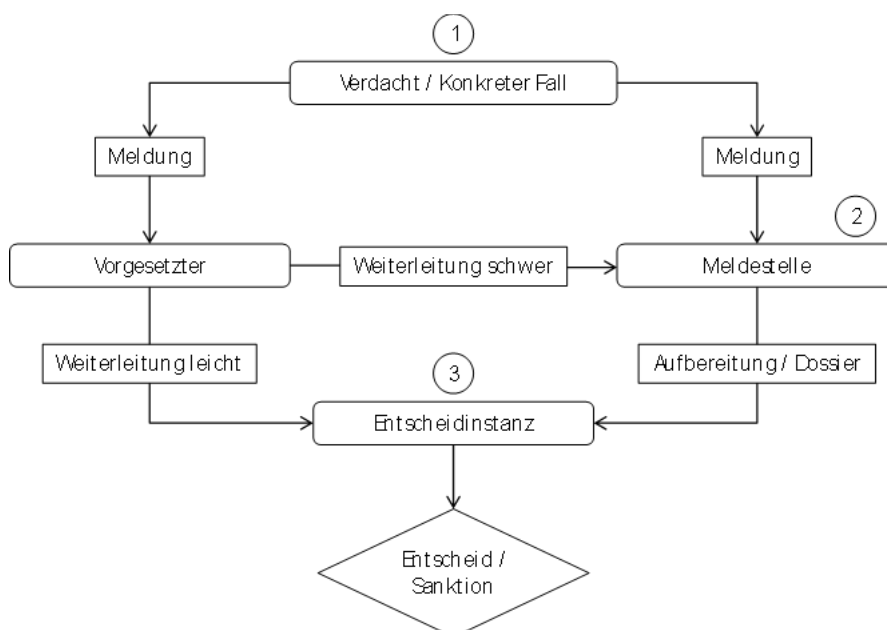 1
Verdacht / Konkreter Fall
Meldung
Meldung
2
Vorgesetzter
Weiterleitung schwer
Meldestelle
Weiterleitung leicht
Aufbereitung / Dossier
3
Entscheidinstanz
Entscheid /
Sanktion